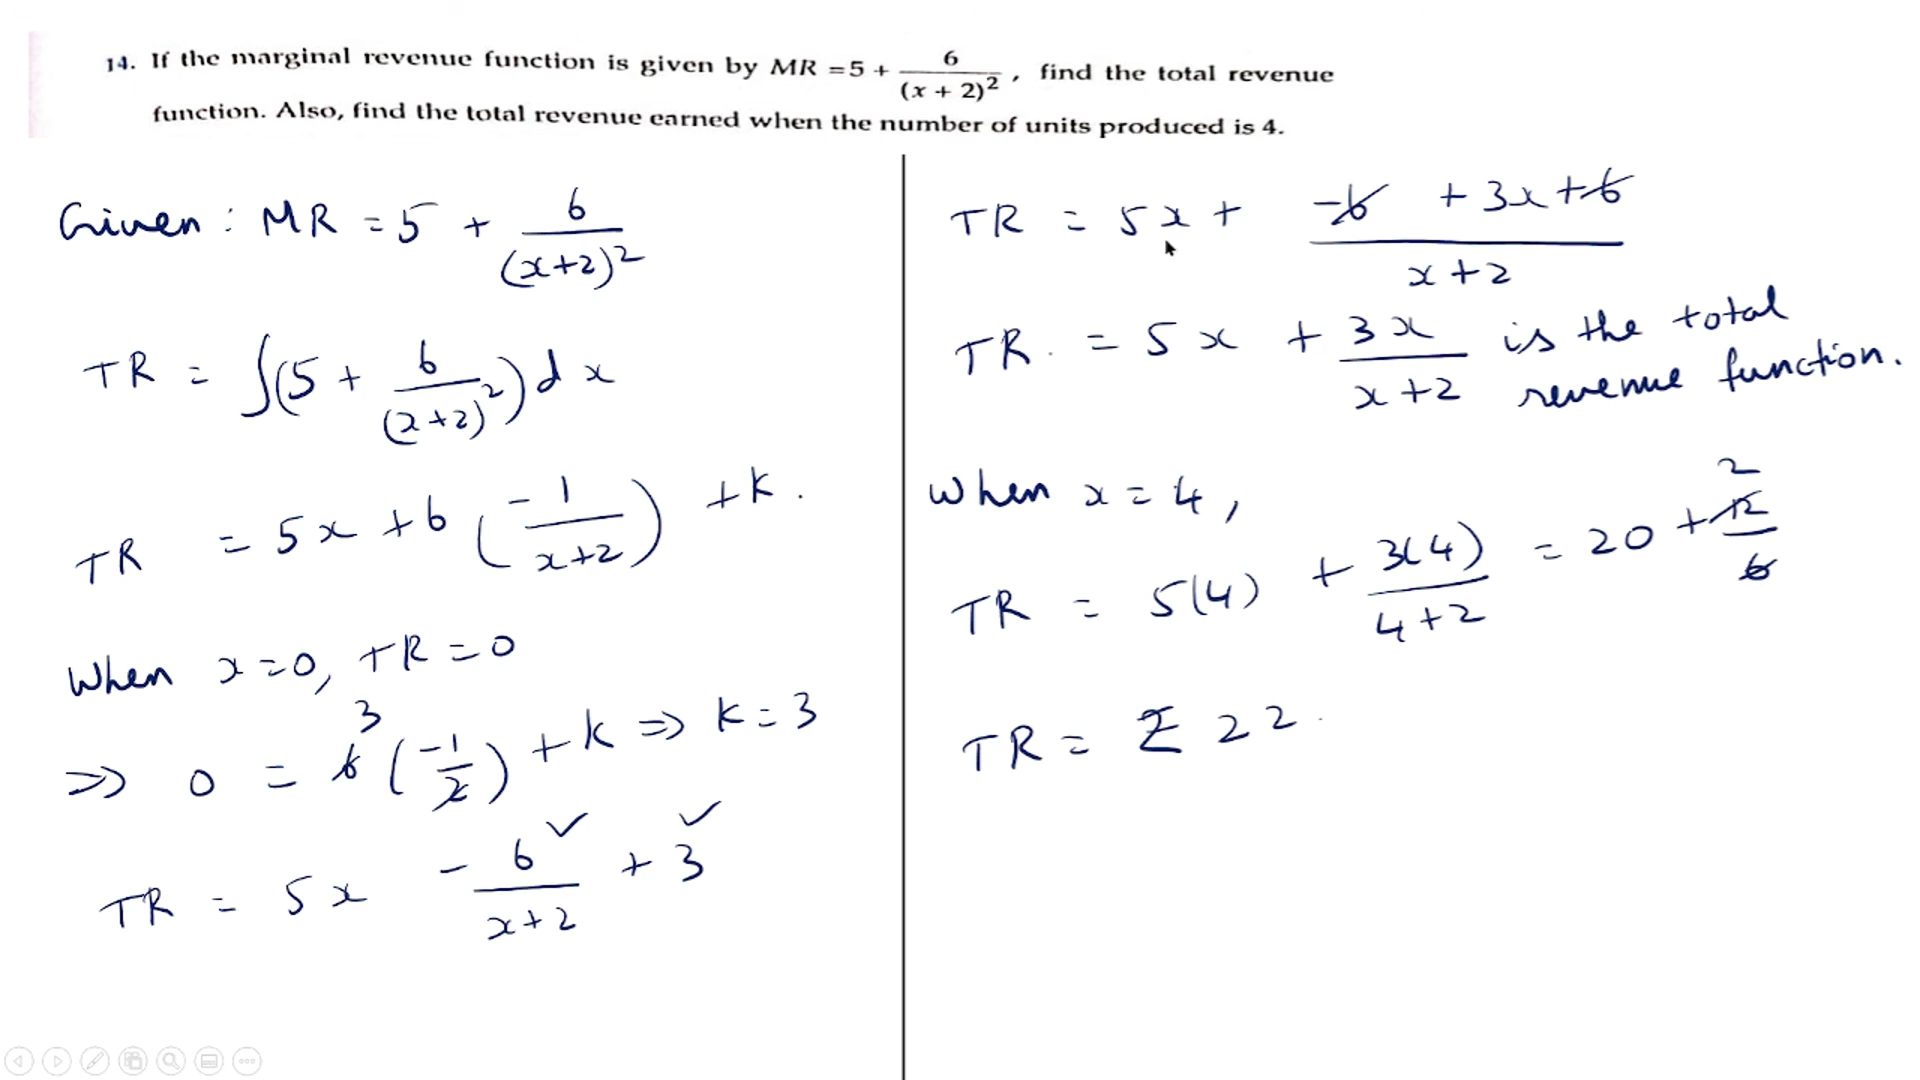 14. If the marginal revenue function is given by MR = 5 + 6/(x + 2)², find the total revenue
function. Also, find the total revenue earned when the number of units produced is 4.
Given : MR = 5 + 6/(x+2)²
TR = ∫(5 + 6/(x+2)²) dx
TR = 5x + 6(-1/(x+2)) + k.
When x=0, TR=0
3
⇒ 0 = 6(-1/2) + k ⇒ k=3
TR = 5x - 6/(x+2) + 3
✓ ✓
TR = 5x + (-6 + 3x + 6)/(x+2)
TR. = 5x + 3x/(x+2) is the total
revenue function.
When x = 4,
2
TR = 5(4) + 3(4)/(4+2) = 20 + 12/6
TR = ₹ 22.